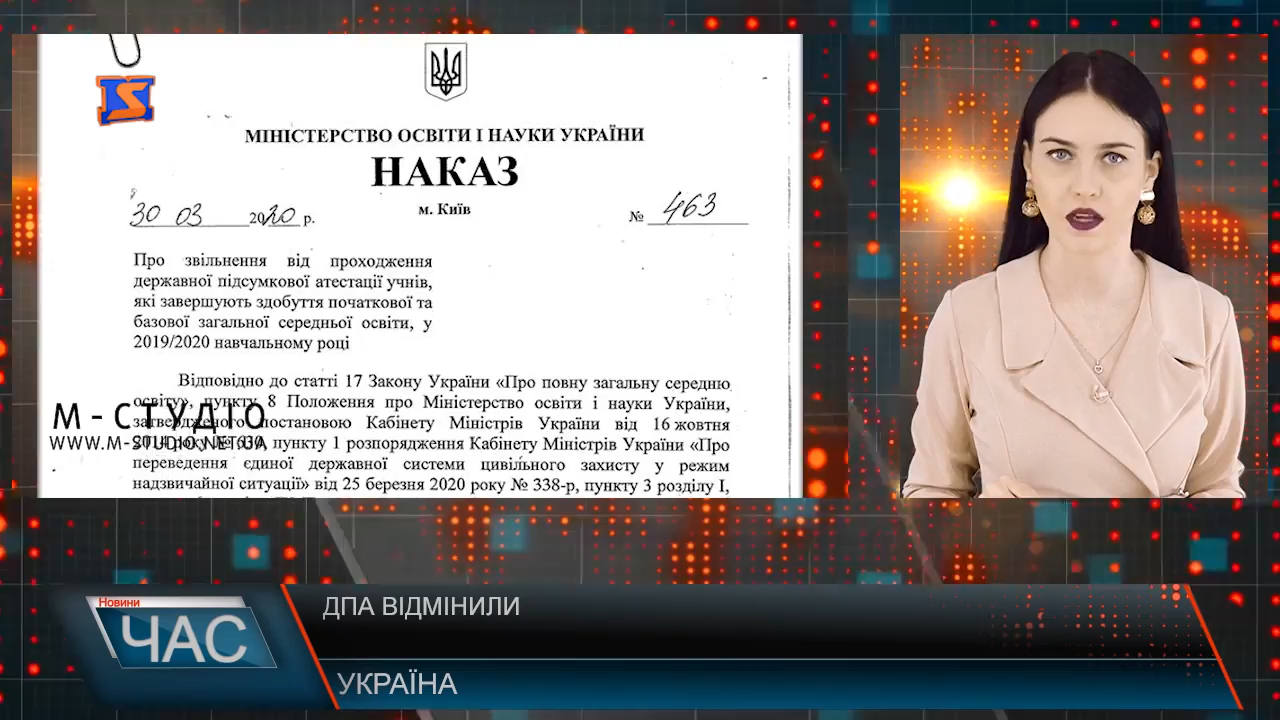 МІНІСТЕРСТВО ОСВІТИ І НАУКИ УКРАЇНИ
НАКАЗ
30 03 2020 р.
м. Київ
№ 463
Про звільнення від проходження
державної підсумкової атестації учнів,
які завершують здобуття початкової та
базової загальної середньої освіти, у
2019/2020 навчальному році
Відповідно до статті 17 Закону України «Про повну загальну середню
освіту», пункту 8 Положення про Міністерство освіти і науки України,
затвердженого постановою Кабінету Міністрів України від 16 жовтня
2014 року № 630, пункту 1 розпорядження Кабінету Міністрів України «Про
переведення єдиної державної системи цивільного захисту у режим
надзвичайної ситуації» від 25 березня 2020 року № 338-р, пункту 3 розділу І,
М-СТУДІО
WWW.M-STUDIO.NET.UA
ДПА ВІДМІНИЛИ
Новини
ЧАС
УКРАЇНА